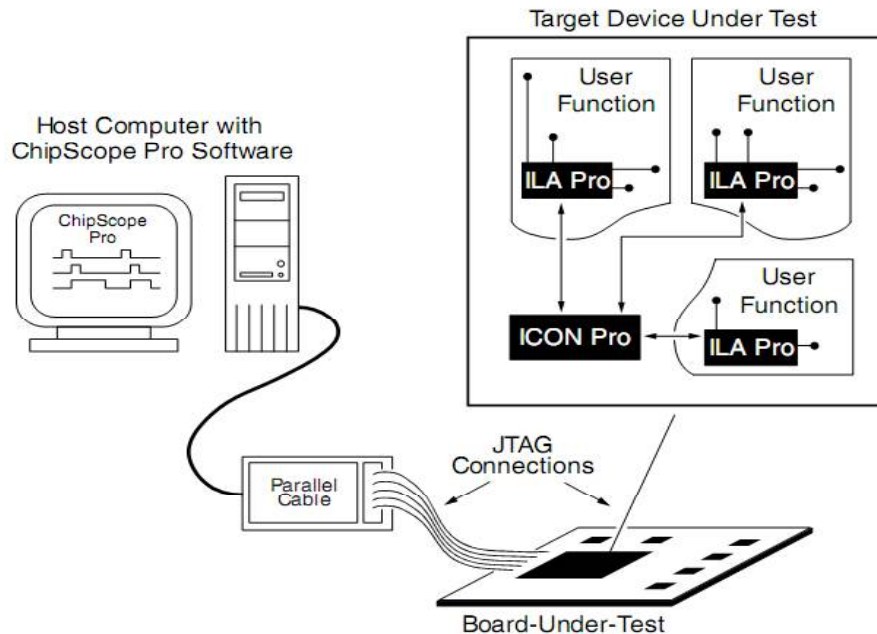 Target Device Under Test
User
Function
ILA Pro
User
Function
ILA Pro
Host Computer with
ChipScope Pro Software
ChipScope
Pro
User
Function
ICON Pro
ILA Pro
JTAG
Connections
Parallel
Cable
Board-Under-Test